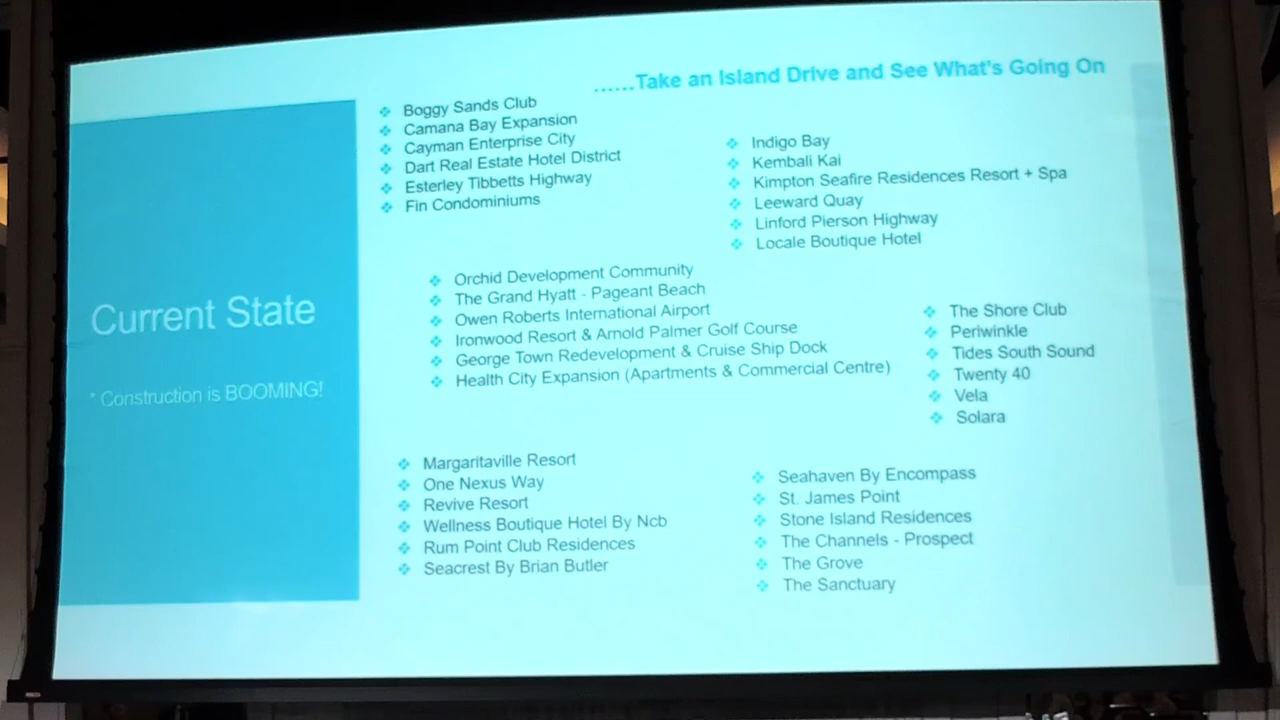 ......Take an Island Drive and See What's Going On
Current State
* Construction is BOOMING!
Boggy Sands Club
Camana Bay Expansion
Cayman Enterprise City
Dart Real Estate Hotel District
Esterley Tibbetts Highway
Fin Condominiums
Indigo Bay
Kembali Kai
Kimpton Seafire Residences Resort + Spa
Leeward Quay
Linford Pierson Highway
Locale Boutique Hotel
Orchid Development Community
The Grand Hyatt - Pageant Beach
Owen Roberts International Airport
Ironwood Resort & Arnold Palmer Golf Course
George Town Redevelopment & Cruise Ship Dock
Health City Expansion (Apartments & Commercial Centre)
The Shore Club
Periwinkle
Tides South Sound
Twenty 40
Vela
Solara
Margaritaville Resort
One Nexus Way
Revive Resort
Wellness Boutique Hotel By Ncb
Rum Point Club Residences
Seacrest By Brian Butler
Seahaven By Encompass
St. James Point
Stone Island Residences
The Channels - Prospect
The Grove
The Sanctuary